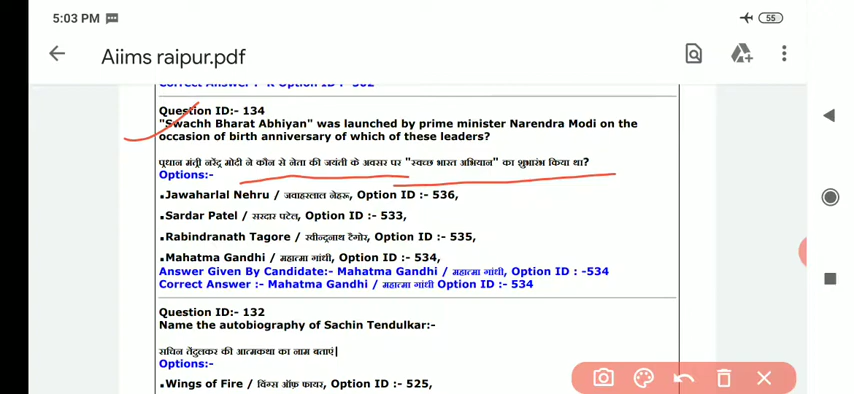 5:03 PM
55
Aiims raipur.pdf
Question ID:- 134
"Swachh Bharat Abhiyan" was launched by prime minister Narendra Modi on the
occasion of birth anniversary of which of these leaders?
प्रधान मंत्री नरेंद्र मोदी ने कौन से नेता की जयंती के अवसर पर "स्वच्छ भारत अभियान" का शुभारंभ किया था?
Options:-
Jawaharlal Nehru / जवाहरलाल नेहरू, Option ID :- 536,
Sardar Patel / सरदार पटेल, Option ID :- 533,
Rabindranath Tagore / रवीन्द्रनाथ टैगोर, Option ID :- 535,
Mahatma Gandhi / महात्मा गांधी, Option ID :- 534,
Answer Given By Candidate:- Mahatma Gandhi / महात्मा गांधी, Option ID : -534
Correct Answer :- Mahatma Gandhi / महात्मा गांधी Option ID :- 534
Question ID:- 132
Name the autobiography of Sachin Tendulkar:-
सचिन तेंदुलकर की आत्मकथा का नाम बताएं|
Options:-
Wings of Fire / विंग्स ऑफ़ फायर, Option ID :- 525,